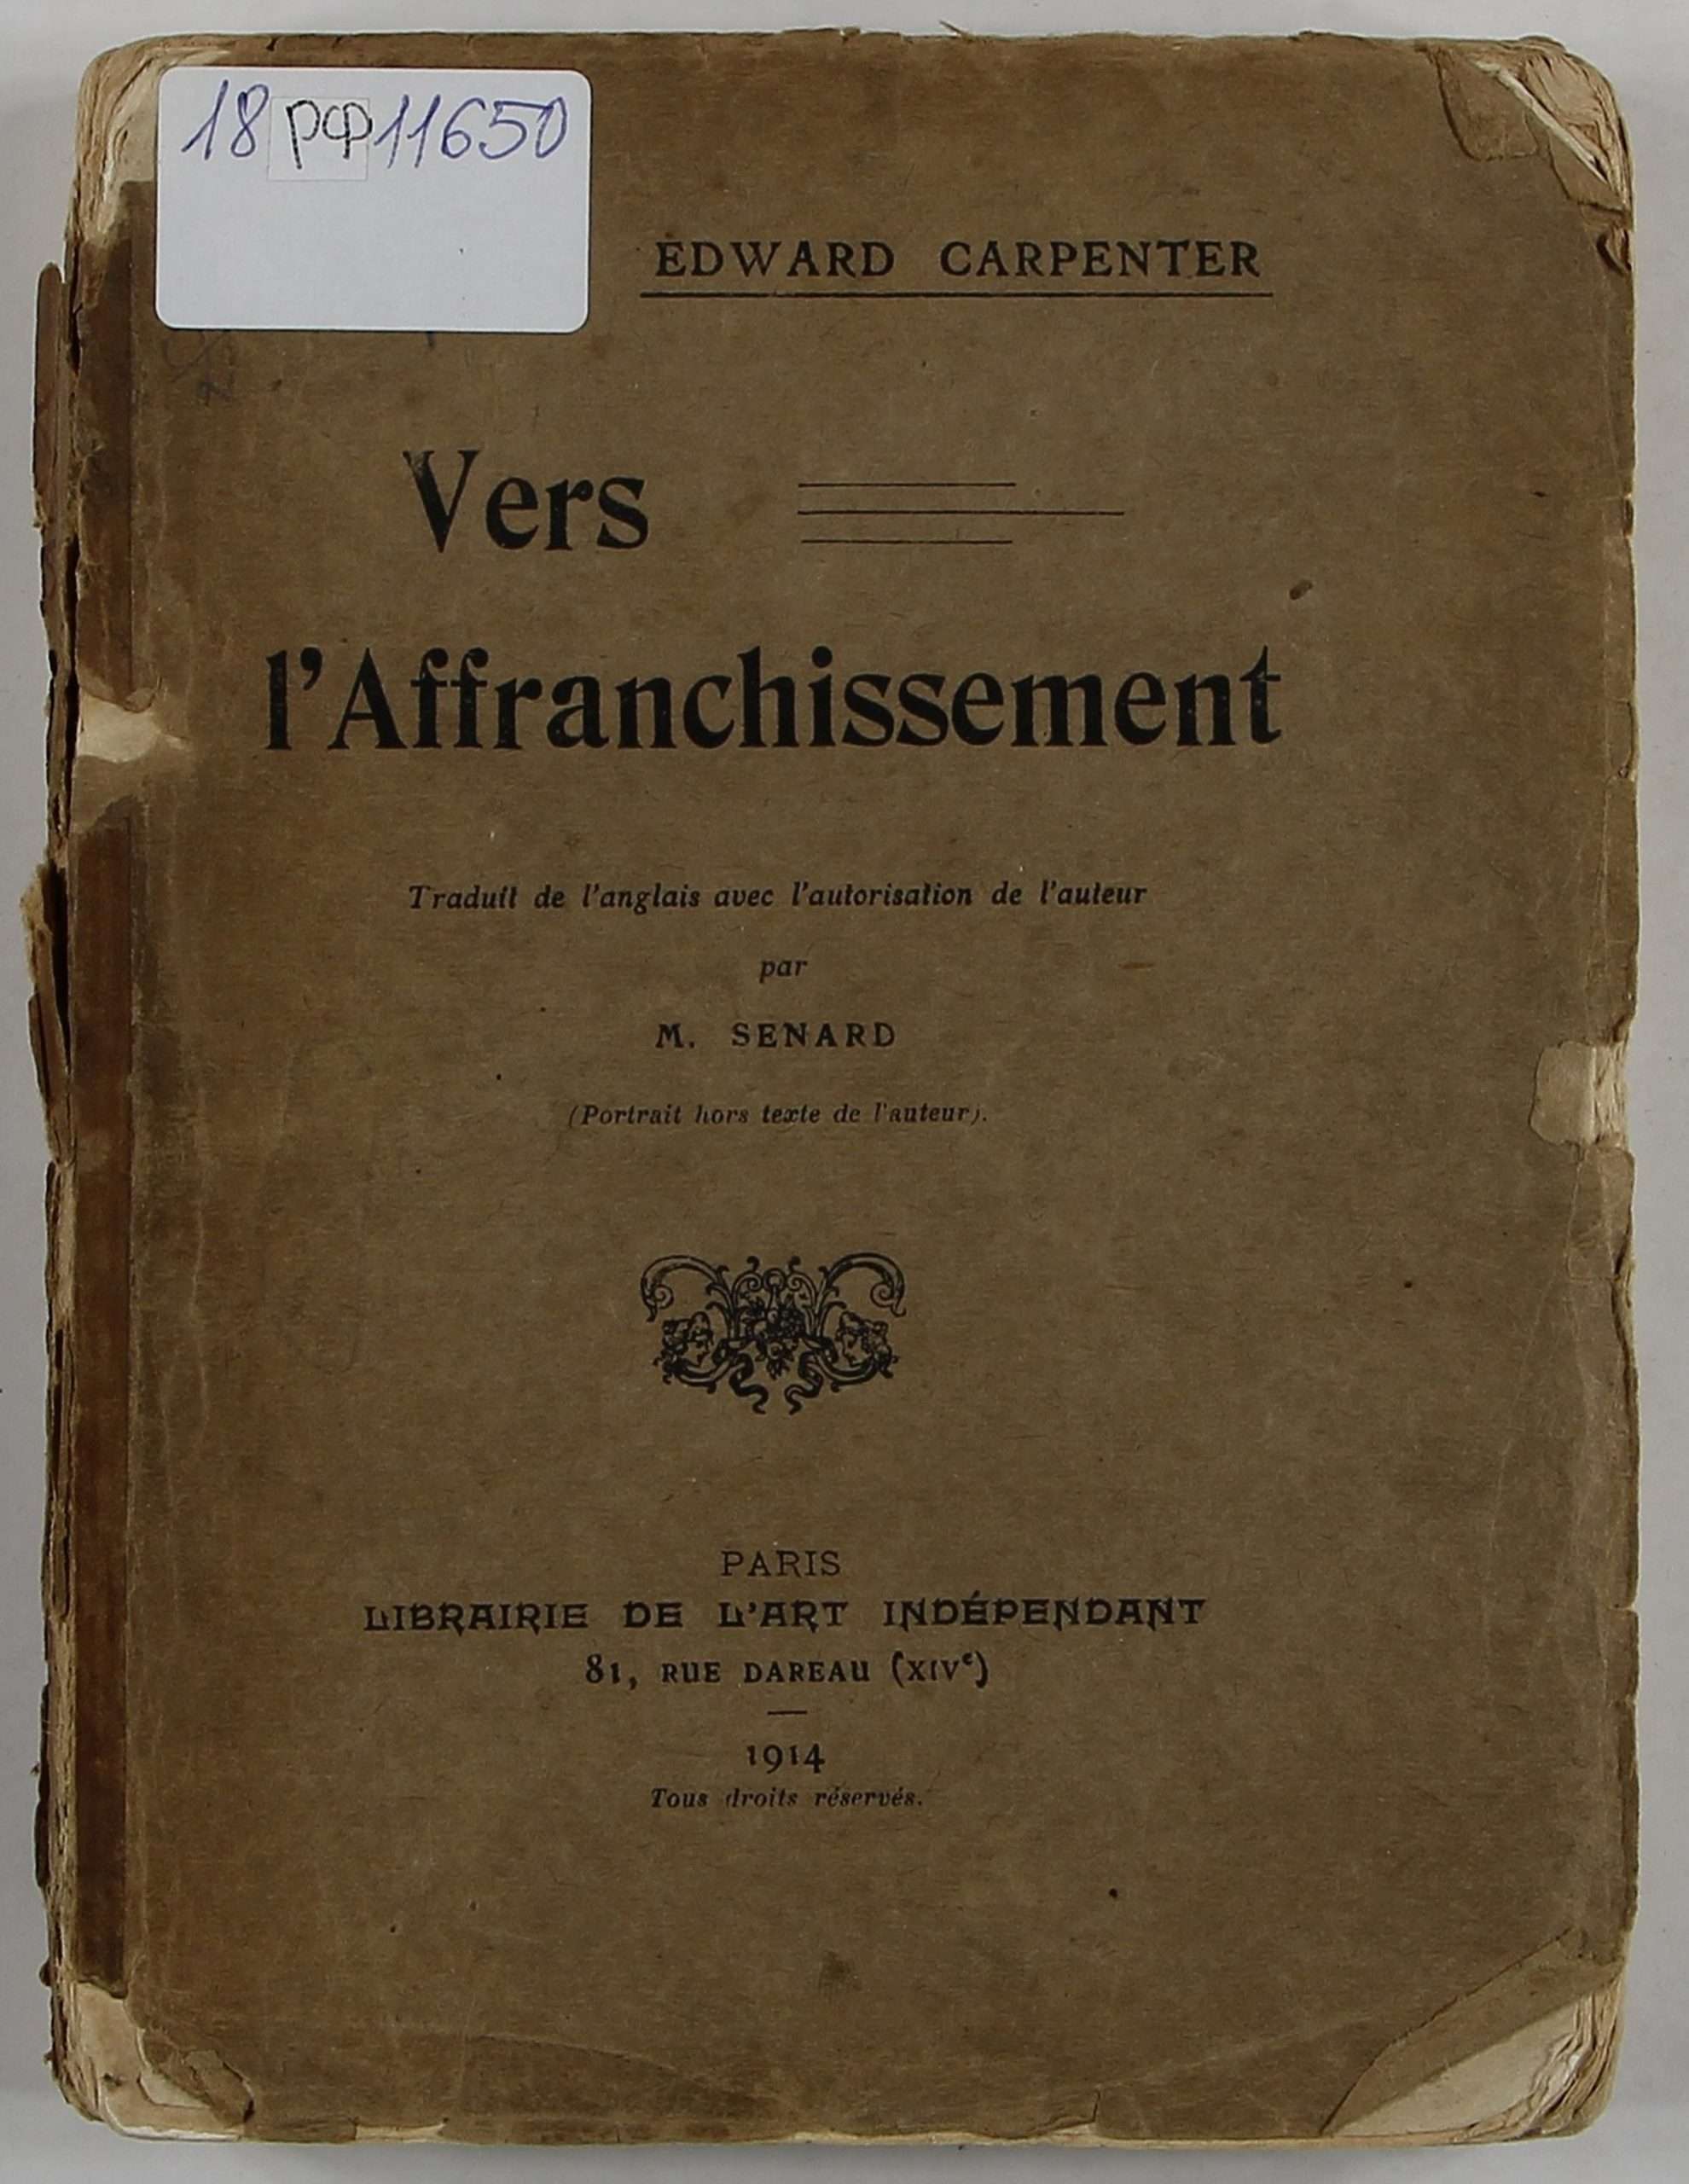 18 рф 11650
EDWARD CARPENTER
Vers
l'Affranchissement
Traduit de l'anglais avec l'autorisation de l'auteur
par
M. SENARD
(Portrait hors texte de l'auteur).
PARIS
LIBRAIRIE DE L'ART INDÉPENDANT
81, RUE DAREAU (XIVe)
1914
Tous droits réservés.